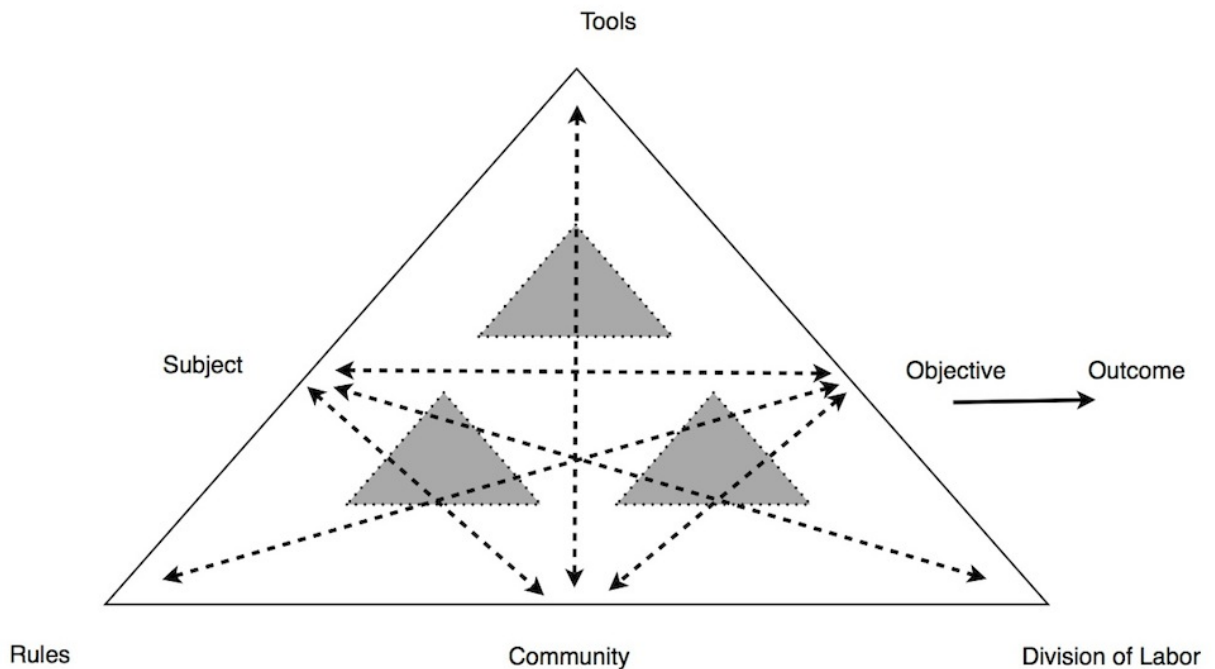 Tools
Subject
Objective
Outcome
Rules
Community
Division of Labor